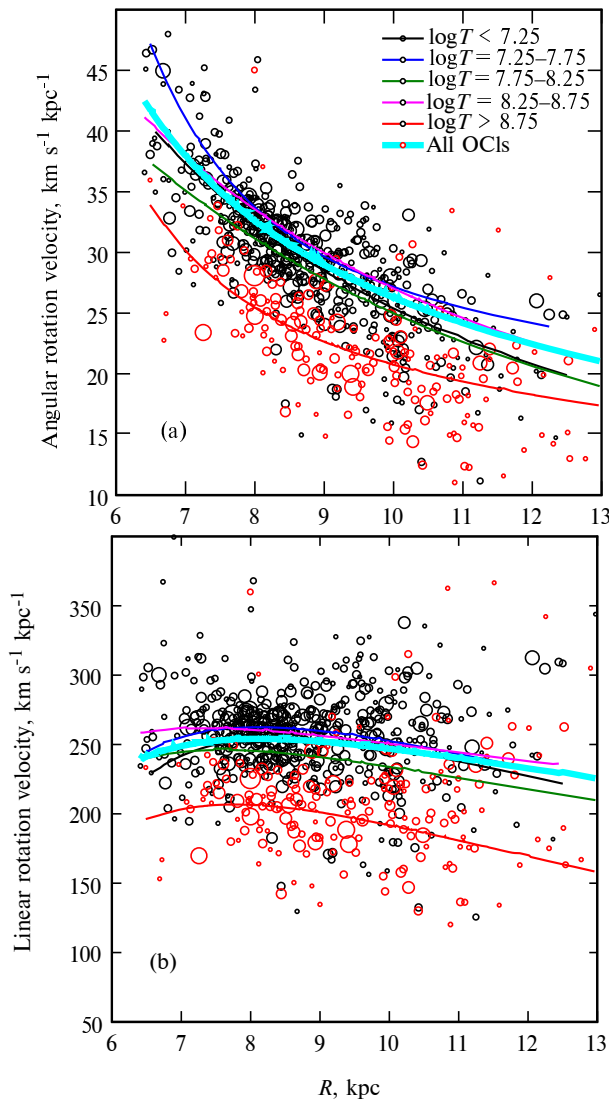 45
40
35
30
25
20
15
10
Angular rotation velocity, km s⁻¹ kpc⁻¹
log T < 7.25
log T = 7.25–7.75
log T = 7.75–8.25
log T = 8.25–8.75
log T > 8.75
All OCls
(a)
6 7 8 9 10 11 12 13
350
300
250
200
150
100
50
Linear rotation velocity, km s⁻¹ kpc⁻¹
(b)
6 7 8 9 10 11 12 13
R, kpc